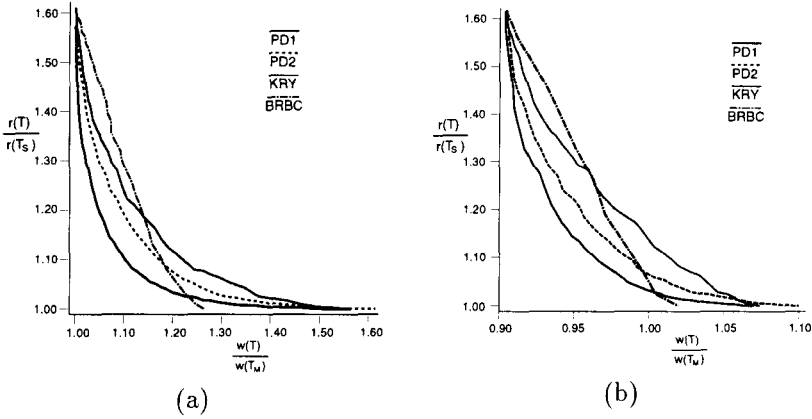 1.60
1.50
1.40
r(T)
r(T_S)
1.30
1.20
1.10
1.00
1.00 1.10 1.20 1.30 1.40 1.50 1.60
w(T)
w(T_M)
PD1
PD2
KRY
BRBC
(a)
1.60
1.50
1.40
r(T)
r(T_S)
1.30
1.20
1.10
1.00
0.90 0.95 1.00 1.05 1.10
w(T)
w(T_M)
PD1
PD2
KRY
BRBC
(b)